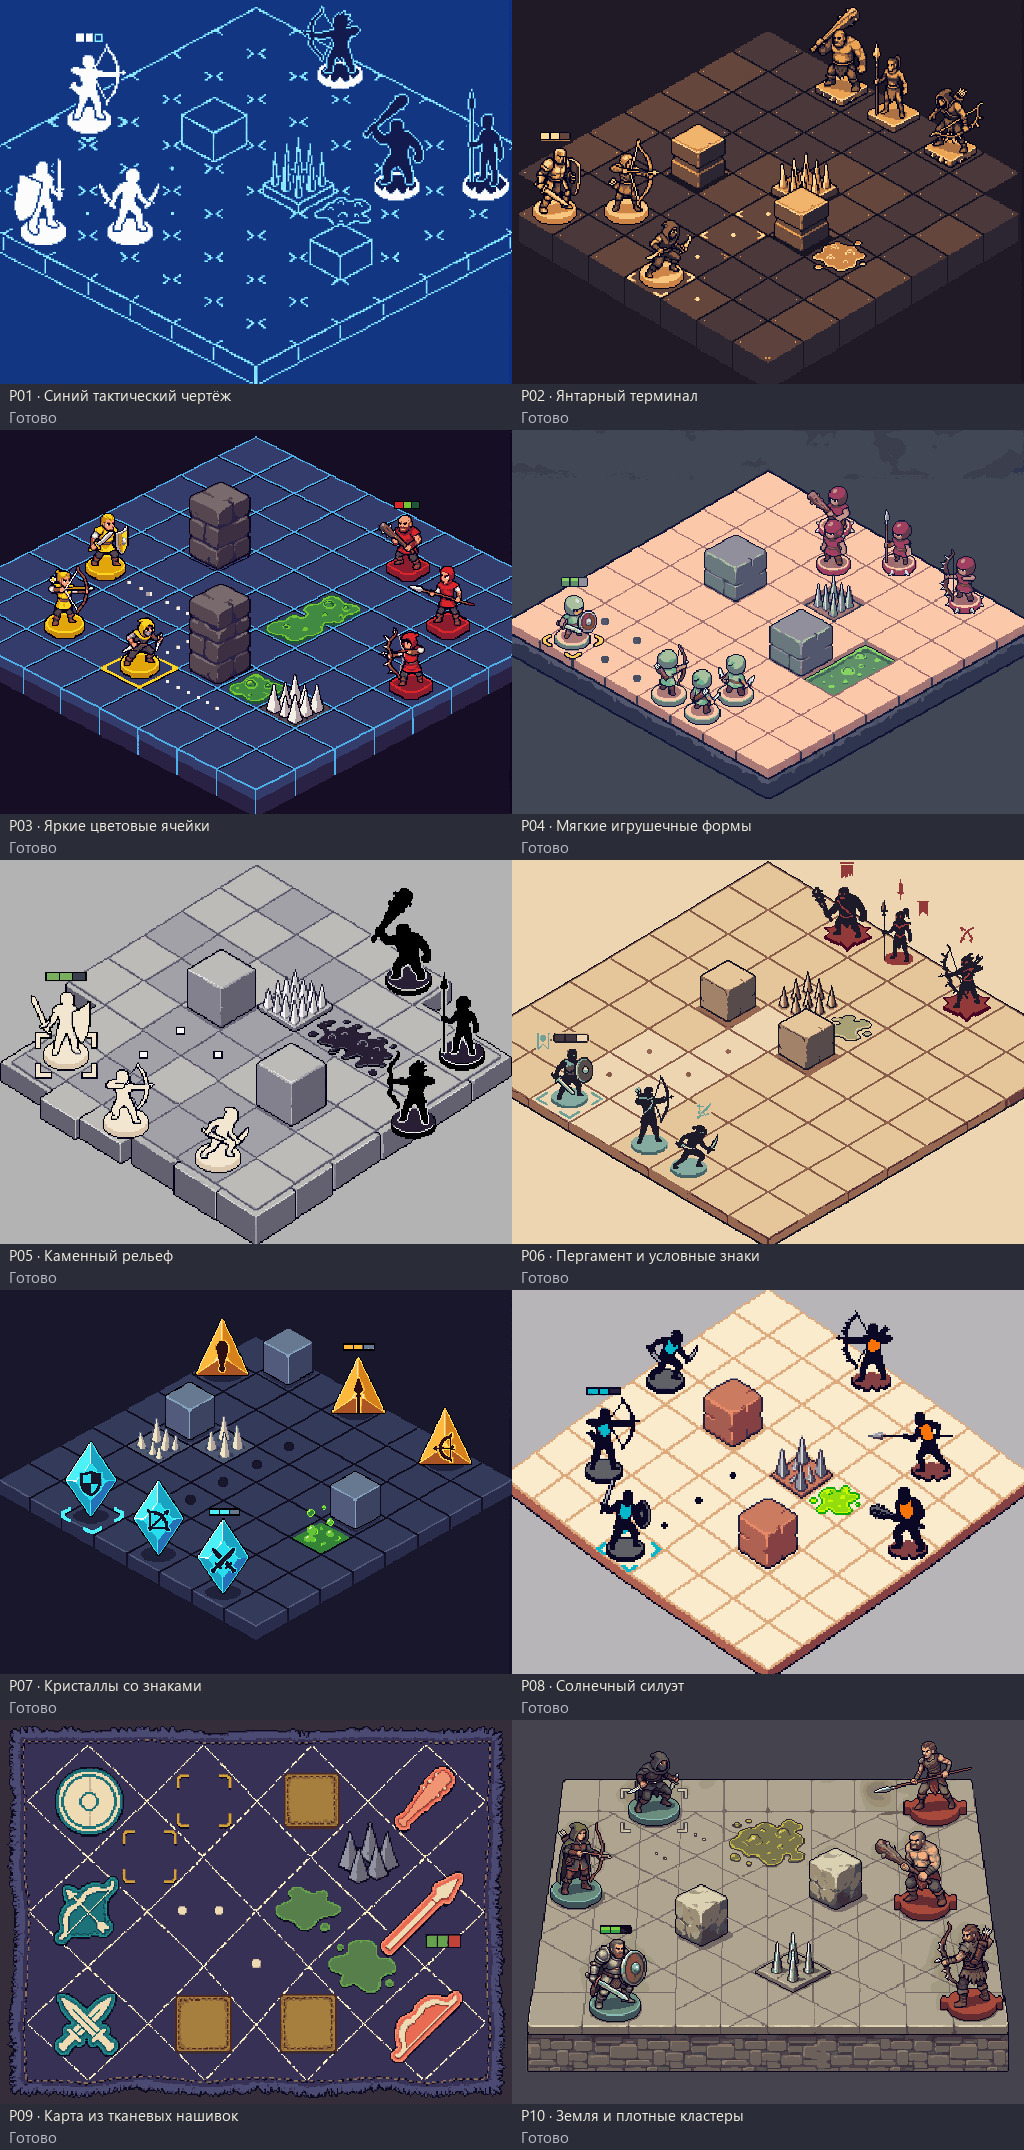 P01 · Синий тактический чертёж
Готово
P02 · Янтарный терминал
Готово
P03 · Яркие цветовые ячейки
Готово
P04 · Мягкие игрушечные формы
Готово
P05 · Каменный рельеф
Готово
P06 · Пергамент и условные знаки
Готово
P07 · Кристаллы со знаками
Готово
P08 · Солнечный силуэт
Готово
P09 · Карта из тканевых нашивок
Готово
P10 · Земля и плотные кластеры
Готово